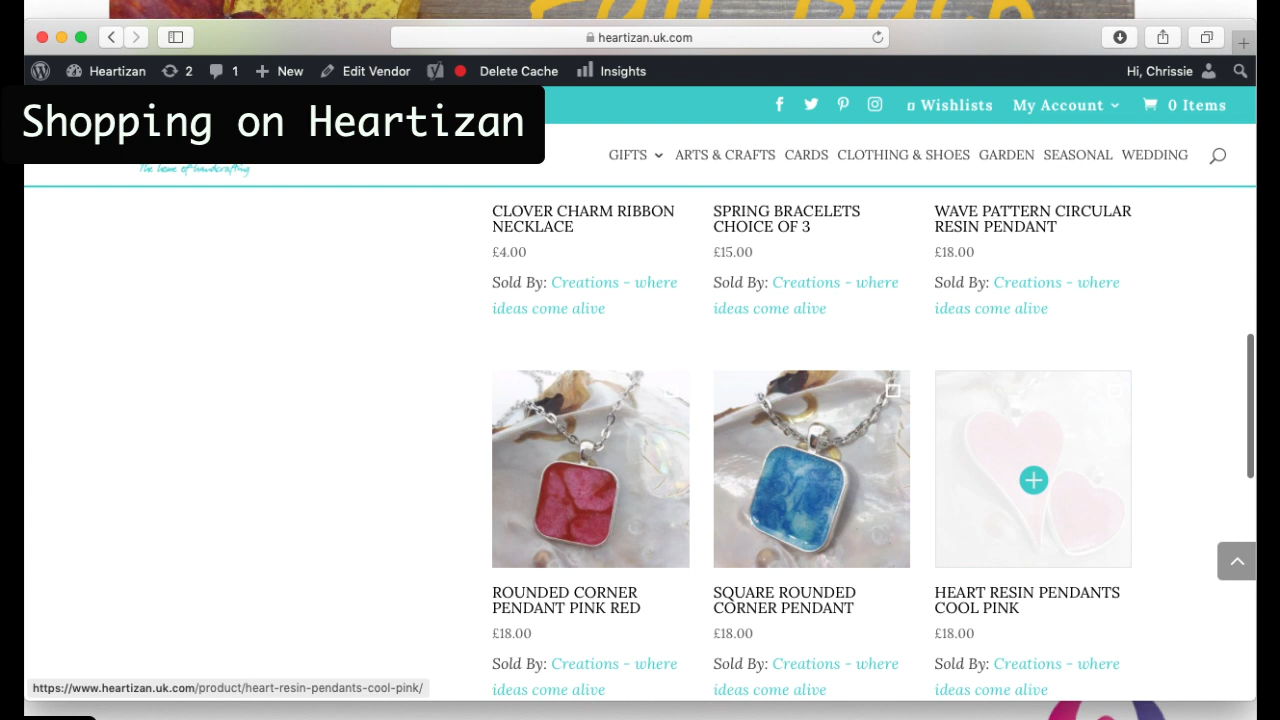 Fall Back
heartizan.uk.com
Heartizan 2 1 New Edit Vendor Delete Cache Insights Hi, Chrissie
Shopping on Heartizan
Wishlists My Account 0 Items
The home of handcrafting
GIFTS ARTS & CRAFTS CARDS CLOTHING & SHOES GARDEN SEASONAL WEDDING
CLOVER CHARM RIBBON
NECKLACE
£4.00
Sold By: Creations - where
ideas come alive
SPRING BRACELETS
CHOICE OF 3
£15.00
Sold By: Creations - where
ideas come alive
WAVE PATTERN CIRCULAR
RESIN PENDANT
£18.00
Sold By: Creations - where
ideas come alive
ROUNDED CORNER
PENDANT PINK RED
£18.00
Sold By: Creations - where
ideas come alive
SQUARE ROUNDED
CORNER PENDANT
£18.00
Sold By: Creations - where
ideas come alive
HEART RESIN PENDANTS
COOL PINK
£18.00
Sold By: Creations - where
ideas come alive
https://www.heartizan.uk.com/product/heart-resin-pendants-cool-pink/